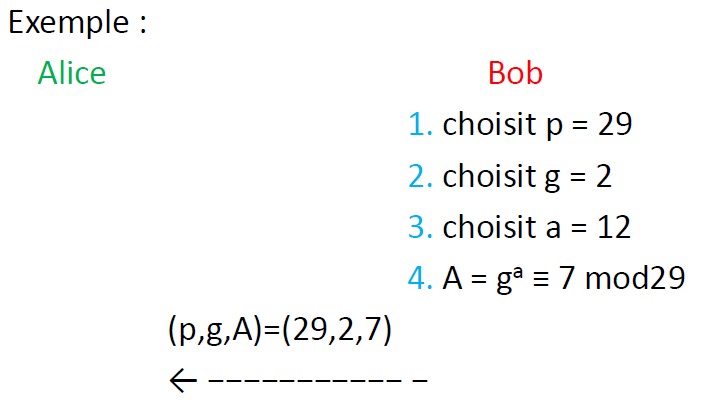 Exemple :
Alice Bob
1. choisit p = 29
2. choisit g = 2
3. choisit a = 12
4. A = gᵃ ≡ 7 mod29
(p,g,A)=(29,2,7)
← −−−−−−−−−−− −